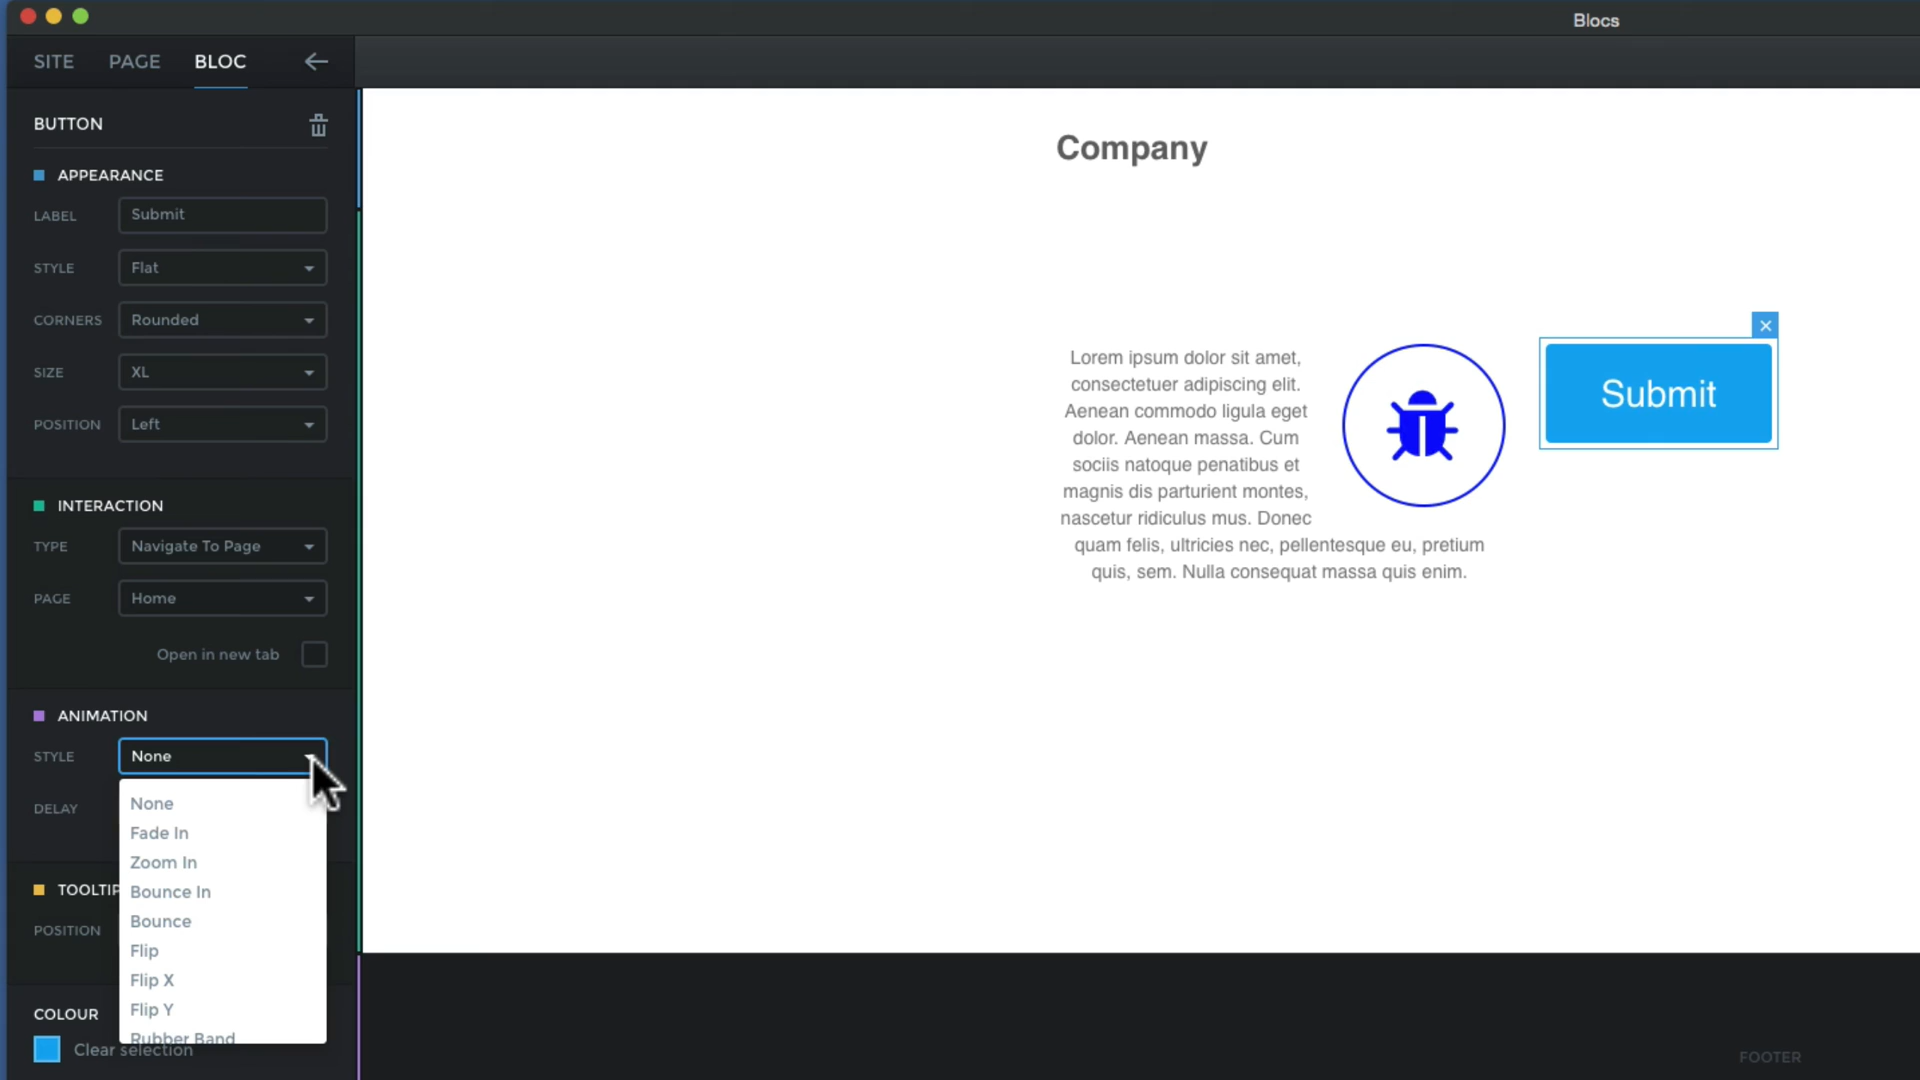 Blocs
SITE PAGE BLOC
BUTTON
APPEARANCE
LABEL Submit
STYLE Flat
CORNERS Rounded
SIZE XL
POSITION Left
INTERACTION
TYPE Navigate To Page
PAGE Home
Open in new tab
ANIMATION
STYLE None
DELAY
None
Fade In
Zoom In
Bounce In
Bounce
Flip
Flip X
Flip Y
Rubber Band
TOOLTIP
POSITION
COLOUR
Clear selection
Company
Lorem ipsum dolor sit amet,
consectetuer adipiscing elit.
Aenean commodo ligula eget
dolor. Aenean massa. Cum
sociis natoque penatibus et
magnis dis parturient montes,
nascetur ridiculus mus. Donec
quam felis, ultricies nec, pellentesque eu, pretium
quis, sem. Nulla consequat massa quis enim.
Submit
FOOTER